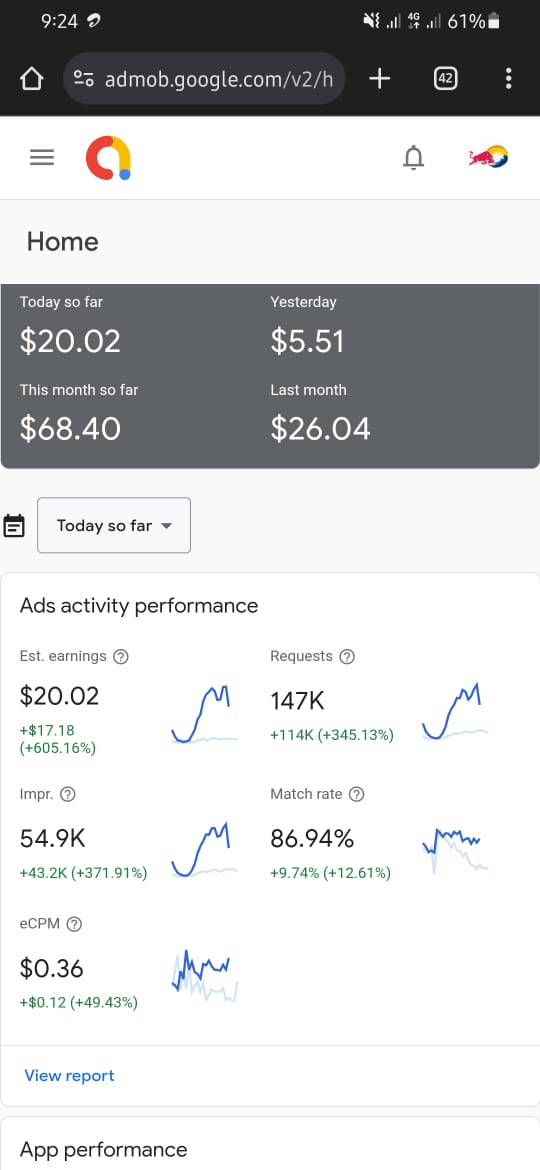 9:24 4G 61%
admob.google.com/v2/h 42
Home
Today so far Yesterday
$20.02 $5.51
This month so far Last month
$68.40 $26.04
Today so far
Ads activity performance
Est. earnings ? Requests ?
$20.02 147K
+$17.18 +114K (+345.13%)
(+605.16%)
Impr. ? Match rate ?
54.9K 86.94%
+43.2K (+371.91%) +9.74% (+12.61%)
eCPM ?
$0.36
+$0.12 (+49.43%)
View report
App performance